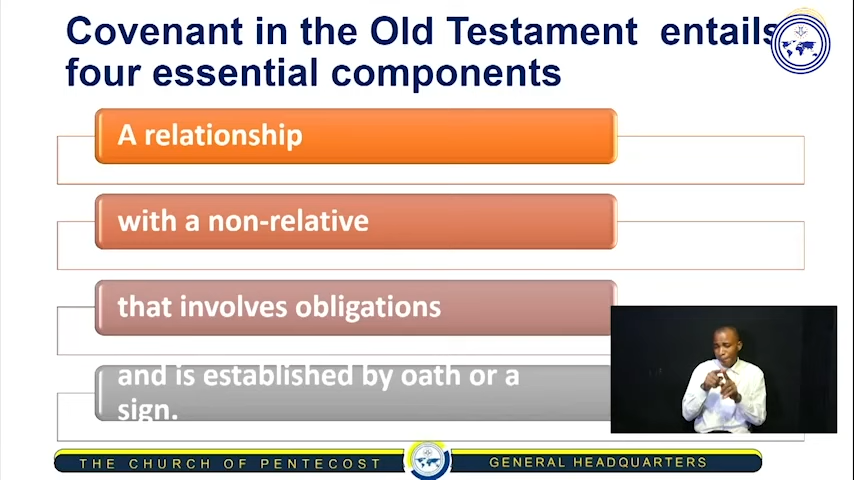 Covenant in the Old Testament entails
four essential components
A relationship
with a non-relative
that involves obligations
and is established by oath or a
sign.
THE CHURCH OF PENTECOST
GENERAL HEADQUARTERS